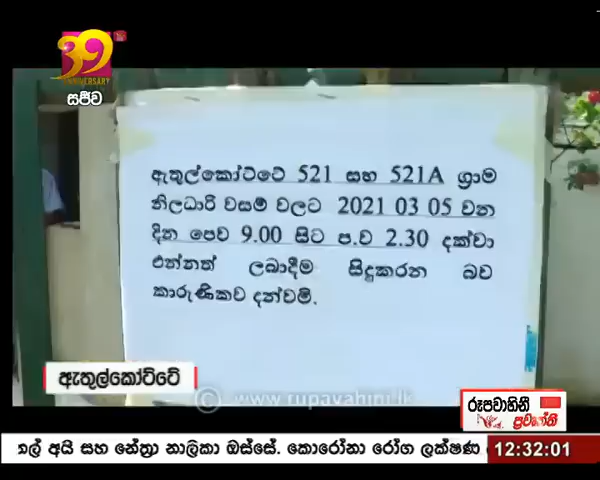 39
ANNIVERSARY
සජීව
ඇතුල්කෝට්ටේ 521 සහ 521A ග්‍රාම
නිලධාරි වසම් වලට 2021 03 05 වන
දින පෙව 9.00 සිට ප.ව 2.30 දක්වා
එන්නත් ලබාදීම සිදුකරන බව
කාරුණිකව දන්වමි.
ඇතුල්කෝට්ටේ
© www.rupavahini.lk
රූපවාහිනී
ප්‍රවෘත්ති
අයි සහ නේත්‍රා නාලිකා ඔස්සේ. කොරෝනා රෝග ලක්ෂණ 12:32:01